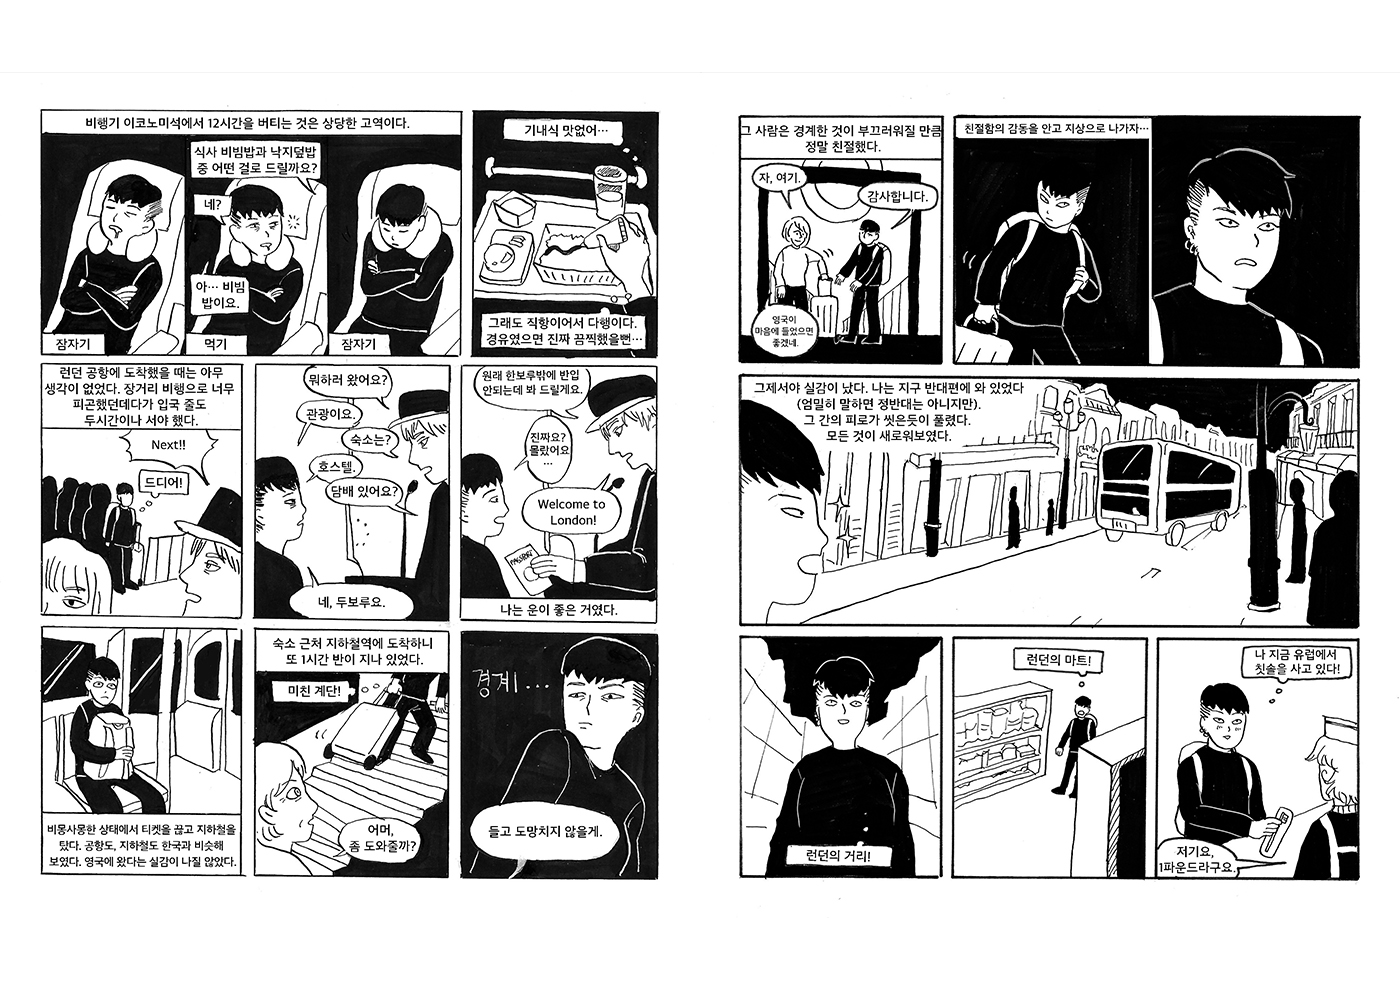 비행기 이코노미석에서 12시간을 버티는 것은 상당한 고역이다.
식사 비빔밥과 낙지덮밥
중 어떤 걸로 드릴까요?
네?
아… 비빔
밥이요.
잠자기
먹기
잠자기
기내식 맛없어…
그래도 직항이어서 다행이다.
경유였으면 진짜 끔찍했을뻔…
런던 공항에 도착했을 때는 아무
생각이 없었다. 장거리 비행으로 너무
피곤했던데다가 입국 줄도
두시간이나 서야 했다.
Next!!
드디어!
뭐하러 왔어요?
관광이요.
숙소는?
호스텔.
담배 있어요?
네, 두보루요.
원래 한보루밖에 반입
안되는데 봐 드릴게요.
진짜요?
몰랐어요
…
Welcome to
London!
PASSPORT
나는 운이 좋은 거였다.
비몽사몽한 상태에서 티켓을 끊고 지하철을
탔다. 공항도, 지하철도 한국과 비슷해
보였다. 영국에 왔다는 실감이 나질 않았다.
숙소 근처 지하철역에 도착하니
또 1시간 반이 지나 있었다.
미친 계단!
어머,
좀 도와줄까?
경계…
들고 도망치지 않을게.
그 사람은 경계한 것이 부끄러워질 만큼
정말 친절했다.
자, 여기.
감사합니다.
영국이
마음에 들었으면
좋겠네.
친절함의 감동을 안고 지상으로 나가자…
그제서야 실감이 났다. 나는 지구 반대편에 와 있었다
(엄밀히 말하면 정반대는 아니지만).
그 간의 피로가 씻은듯이 풀렸다.
모든 것이 새로워보였다.
런던의 거리!
런던의 마트!
나 지금 유럽에서
칫솔을 사고 있다!
저기요,
1파운드라구요.